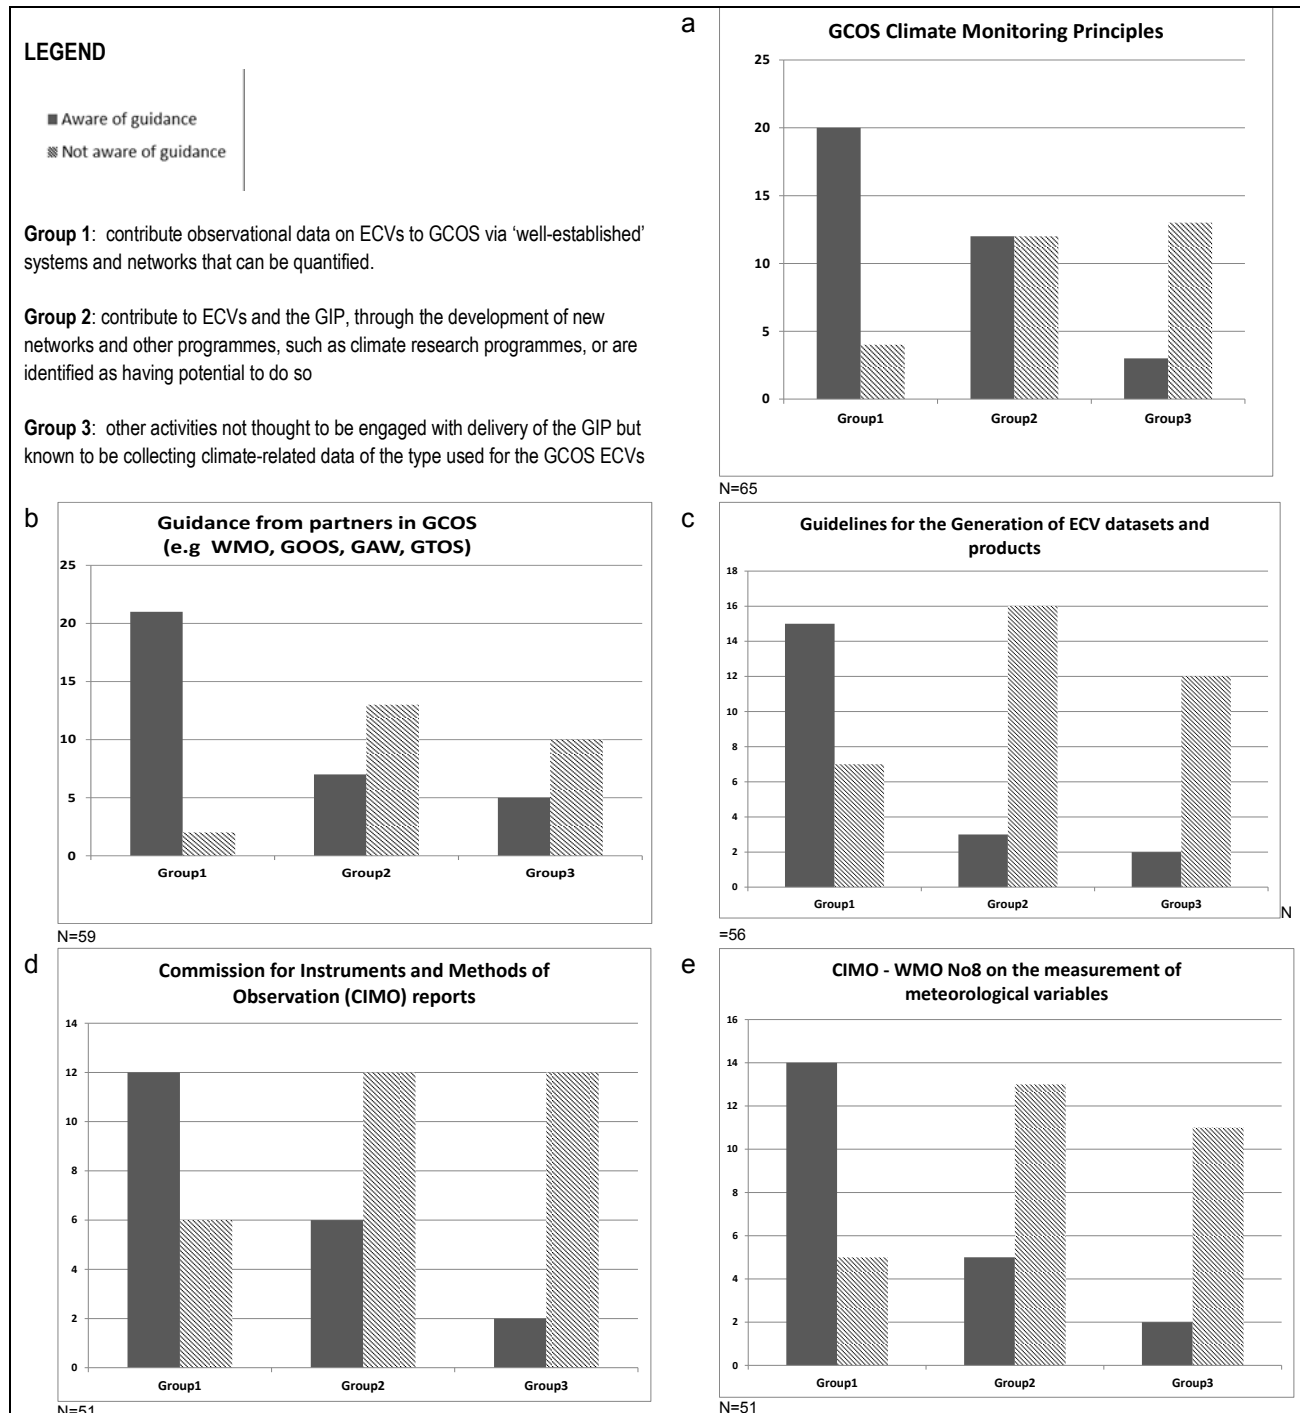 LEGEND
Aware of guidance
Not aware of guidance
Group 1: contribute observational data on ECVs to GCOS via ‘well-established’
systems and networks that can be quantified.
Group 2: contribute to ECVs and the GIP, through the development of new
networks and other programmes, such as climate research programmes, or are
identified as having potential to do so
Group 3: other activities not thought to be engaged with delivery of the GIP but
known to be collecting climate-related data of the type used for the GCOS ECVs
a
GCOS Climate Monitoring Principles
25
20
15
10
5
0
Group1 Group2 Group3
N=65
b
Guidance from partners in GCOS
(e.g WMO, GOOS, GAW, GTOS)
25
20
15
10
5
0
Group1 Group2 Group3
N=59
c
Guidelines for the Generation of ECV datasets and
products
18
16
14
12
10
8
6
4
2
0
Group1 Group2 Group3
N
=56
d
Commission for Instruments and Methods of
Observation (CIMO) reports
14
12
10
8
6
4
2
0
Group1 Group2 Group3
N=51
e
CIMO - WMO No8 on the measurement of
meteorological variables
16
14
12
10
8
6
4
2
0
Group1 Group2 Group3
N=51